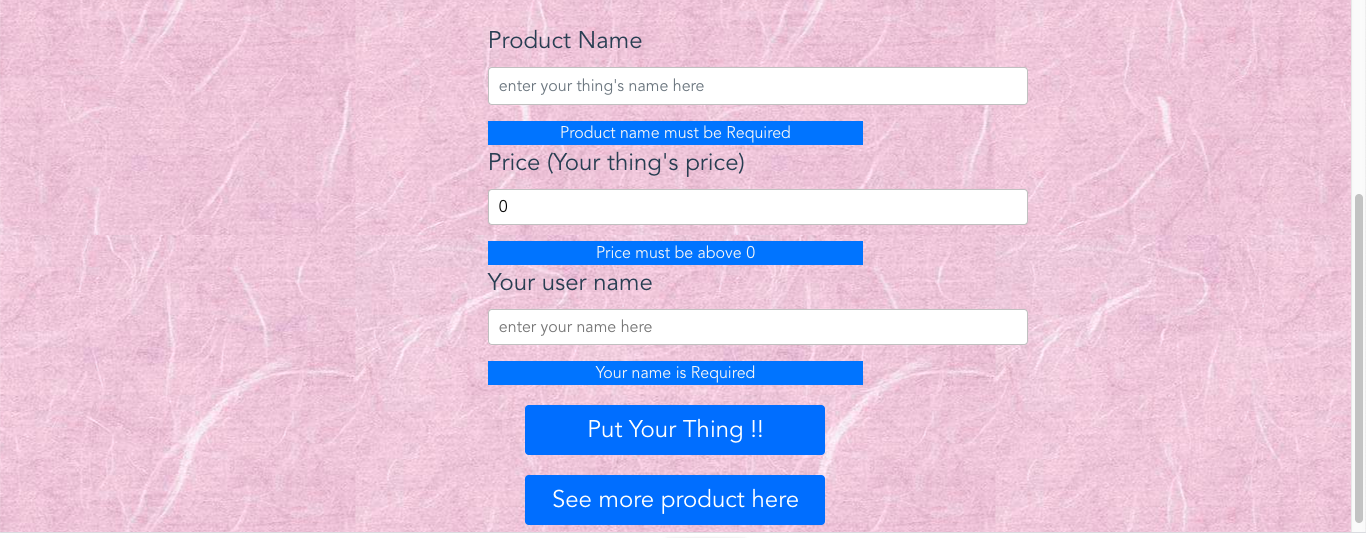 Product Name
enter your thing's name here
Product name must be Required
Price (Your thing's price)
0
Price must be above 0
Your user name
enter your name here
Your name is Required
Put Your Thing !!
See more product here